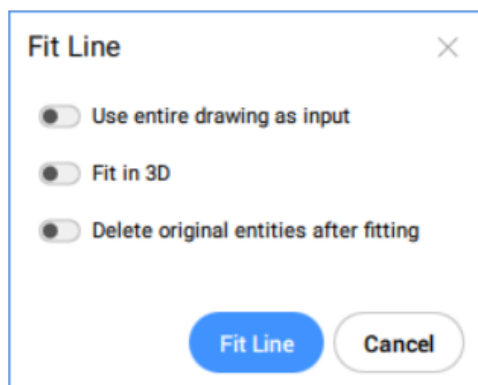 Fit Line
Use entire drawing as input
Fit in 3D
Delete original entities after fitting
Fit Line
Cancel